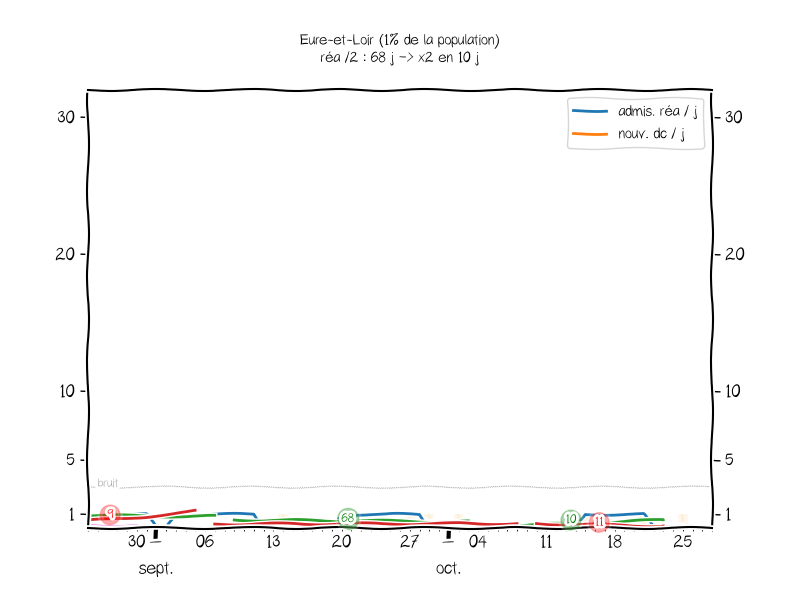 Eure-et-Loir (1% de la population)
réa /2 : 68 j -> x2 en 10 j
admis. réa / j
nouv. dc / j
30 30
20 20
10 10
5 5
bruit
1 1
9 68 10 11
30 06 13 20 27 04 11 18 25
sept. oct.